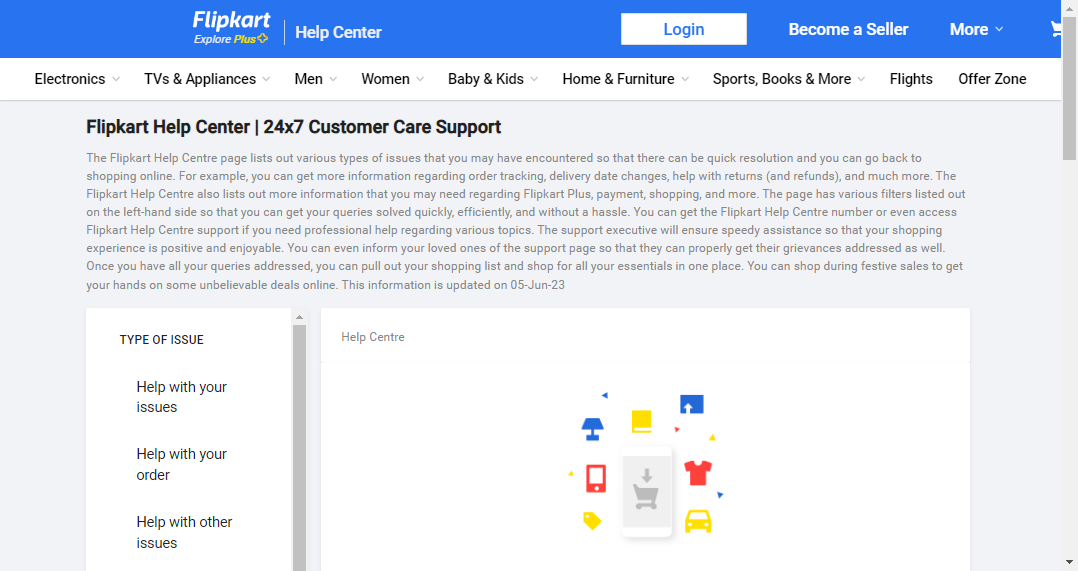 Flipkart
Explore Plus
Help Center
Login
Become a Seller
More
Electronics
TVs & Appliances
Men
Women
Baby & Kids
Home & Furniture
Sports, Books & More
Flights
Offer Zone
Flipkart Help Center | 24x7 Customer Care Support
The Flipkart Help Centre page lists out various types of issues that you may have encountered so that there can be quick resolution and you can go back to
shopping online. For example, you can get more information regarding order tracking, delivery date changes, help with returns (and refunds), and much more. The
Flipkart Help Centre also lists out more information that you may need regarding Flipkart Plus, payment, shopping, and more. The page has various filters listed out
on the left-hand side so that you can get your queries solved quickly, efficiently, and without a hassle. You can get the Flipkart Help Centre number or even access
Flipkart Help Centre support if you need professional help regarding various topics. The support executive will ensure speedy assistance so that your shopping
experience is positive and enjoyable. You can even inform your loved ones of the support page so that they can properly get their grievances addressed as well.
Once you have all your queries addressed, you can pull out your shopping list and shop for all your essentials in one place. You can shop during festive sales to get
your hands on some unbelievable deals online. This information is updated on 05-Jun-23
TYPE OF ISSUE
Help with your
issues
Help with your
order
Help with other
issues
Help Centre